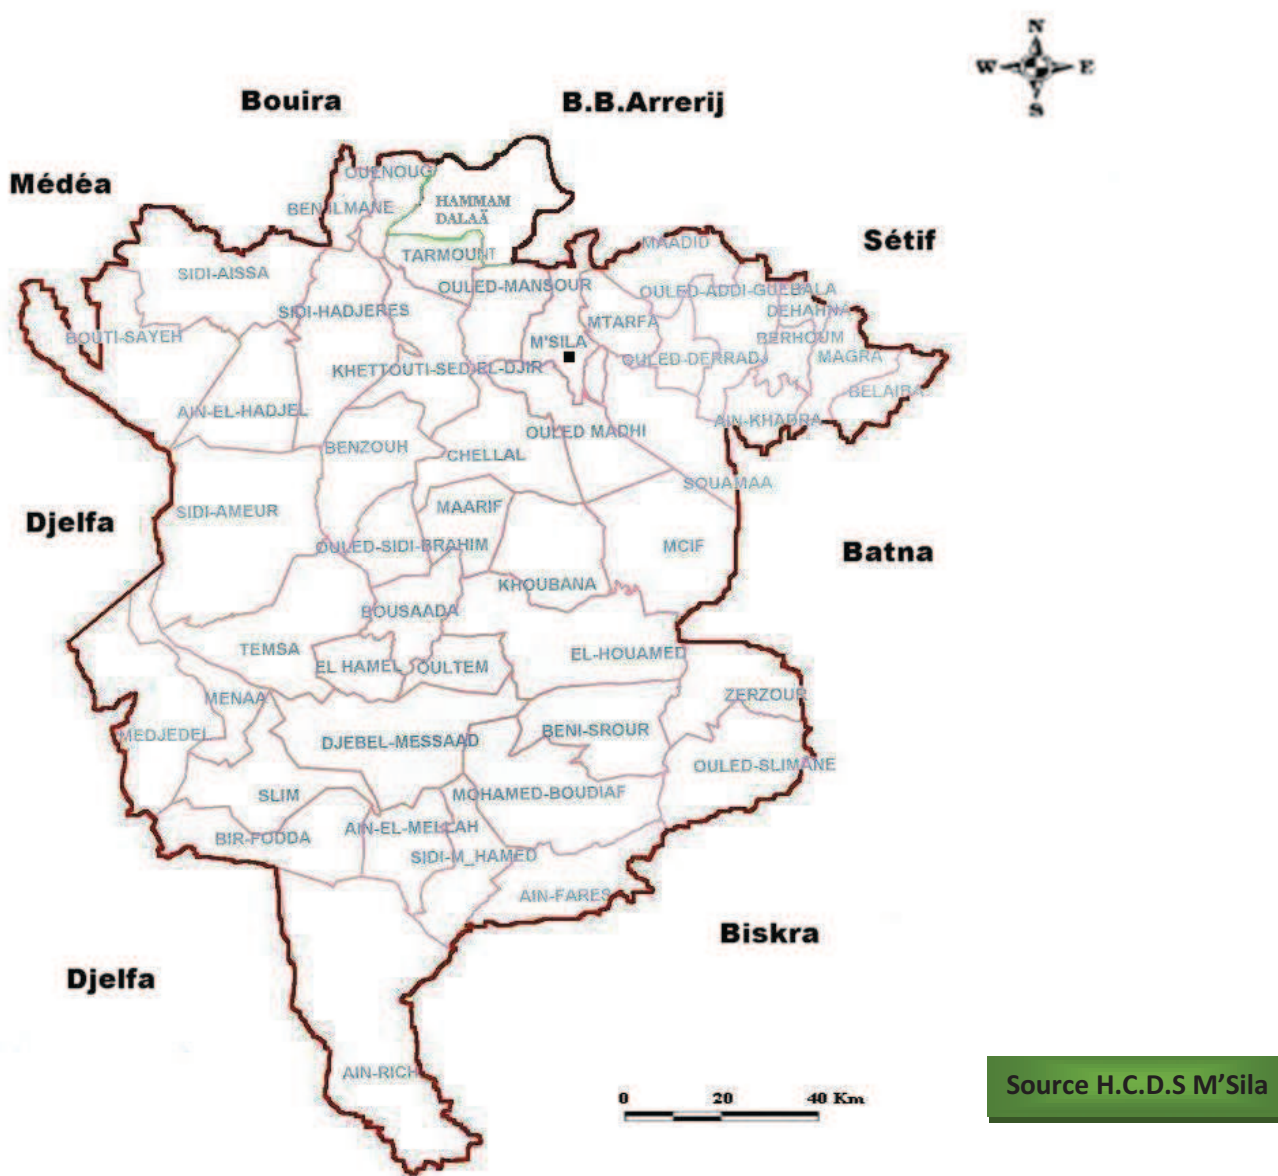 N
W E
S
Bouira
B.B.Arrerij
Médéa
OUENOUG
HAMMAM
DALAÄ
BENI-ILMANE
Sétif
MAADID
TARMOUNT
SIDI-AISSA
OULED-MANSOUR
OULED-ADDI-GUEBALA
SIDI-HADJERES
DEHAHNA
MTARFA
BOUTI-SAYEH
M'SILA
BERHOUM
OULED-DERRADJ
MAGRA
KHETTOUTI-SED-EL-DJIR
BELAIBA
AIN-EL-HADJEL
AIN-KHADRA
OULED MADHI
BENZOUH
CHELLAL
SOUAMAA
MAARIF
SIDI-AMEUR
Djelfa
OULED-SIDI-BRAHIM
MCIF
Batna
KHOUBANA
BOUSAADA
TEMSA
EL-HOUAMED
EL HAMEL
OULTEM
MENAA
ZERZOUR
MEDJEDEL
BENI-SROUR
DJEBEL-MESSAAD
OULED-SLIMANE
SLIM
MOHAMED-BOUDIAF
AIN-EL-MELLAH
BIR-FODDA
SIDI-M_HAMED
AIN-FARES
Biskra
Djelfa
AIN-RICH
Source H.C.D.S M’Sila
0 20 40 Km